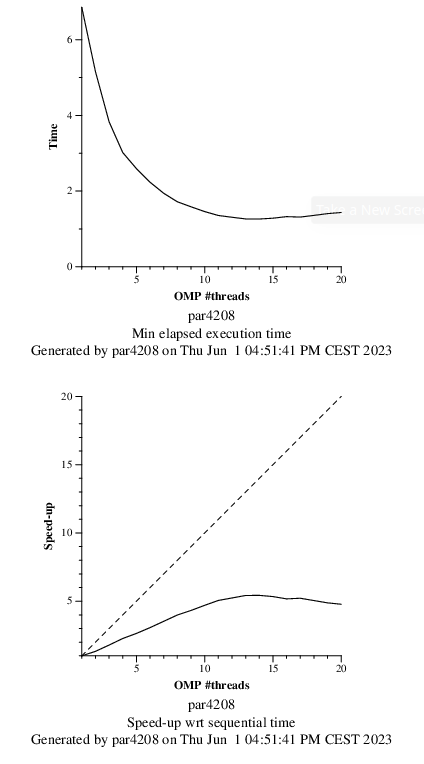 6
4
Time
2
0
5 10 15 20
OMP #threads
par4208
Min elapsed execution time
Generated by par4208 on Thu Jun 1 04:51:41 PM CEST 2023
Take a New Scre
20
15
10
Speed-up
5
5 10 15 20
OMP #threads
par4208
Speed-up wrt sequential time
Generated by par4208 on Thu Jun 1 04:51:41 PM CEST 2023